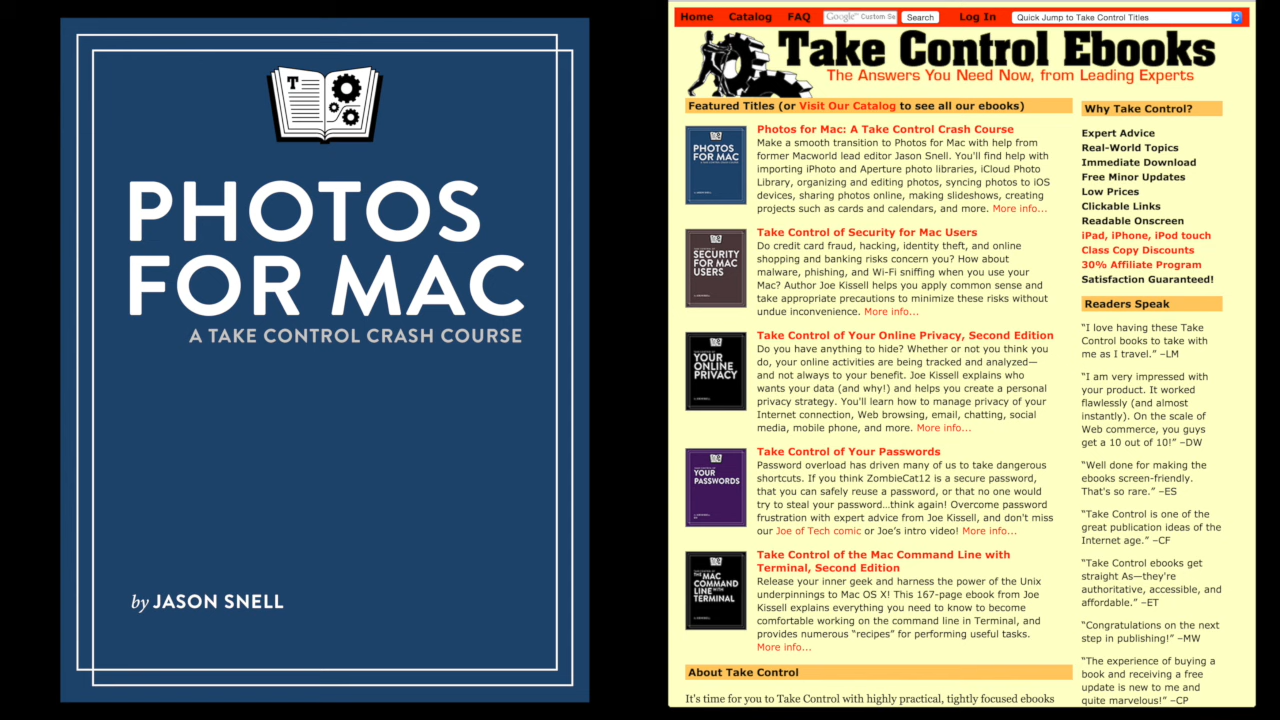 T
PHOTOS
FOR MAC
A TAKE CONTROL CRASH COURSE
by JASON SNELL
Home Catalog FAQ Google™ Custom Se Search Log In Quick Jump to Take Control Titles
Take Control Ebooks
The Answers You Need Now, from Leading Experts
Featured Titles (or Visit Our Catalog to see all our ebooks)
PHOTOS
FOR MAC
Photos for Mac: A Take Control Crash Course
Make a smooth transition to Photos for Mac with help from
former Macworld lead editor Jason Snell. You'll find help with
importing iPhoto and Aperture photo libraries, iCloud Photo
Library, organizing and editing photos, syncing photos to iOS
devices, sharing photos online, making slideshows, creating
projects such as cards and calendars, and more. More info...
SECURITY
FOR MAC
USERS
Take Control of Security for Mac Users
Do credit card fraud, hacking, identity theft, and online
shopping and banking risks concern you? How about
malware, phishing, and Wi-Fi sniffing when you use your
Mac? Author Joe Kissell helps you apply common sense and
take appropriate precautions to minimize these risks without
undue inconvenience. More info...
YOUR
ONLINE
PRIVACY
Take Control of Your Online Privacy, Second Edition
Do you have anything to hide? Whether or not you think you
do, your online activities are being tracked and analyzed—
and not always to your benefit. Joe Kissell explains who
wants your data (and why!) and helps you create a personal
privacy strategy. You'll learn how to manage privacy of your
Internet connection, Web browsing, email, chatting, social
media, mobile phone, and more. More info...
YOUR
PASSWORDS
Take Control of Your Passwords
Password overload has driven many of us to take dangerous
shortcuts. If you think ZombieCat12 is a secure password,
that you can safely reuse a password, or that no one would
try to steal your password…think again! Overcome password
frustration with expert advice from Joe Kissell, and don't miss
our Joe of Tech comic or Joe's intro video! More info...
THE MAC
COMMAND
LINE WITH
TERMINAL
Take Control of the Mac Command Line with
Terminal, Second Edition
Release your inner geek and harness the power of the Unix
underpinnings to Mac OS X! This 167-page ebook from Joe
Kissell explains everything you need to know to become
comfortable working on the command line in Terminal, and
provides numerous “recipes” for performing useful tasks.
More info...
About Take Control
It's time for you to Take Control with highly practical, tightly focused ebooks
Why Take Control?
Expert Advice
Real-World Topics
Immediate Download
Free Minor Updates
Low Prices
Clickable Links
Readable Onscreen
iPad, iPhone, iPod touch
Class Copy Discounts
30% Affiliate Program
Satisfaction Guaranteed!
Readers Speak
“I love having these Take
Control books to take with
me as I travel.” –LM
“I am very impressed with
your product. It worked
flawlessly (and almost
instantly). On the scale of
Web commerce, you guys
get a 10 out of 10!” –DW
“Well done for making the
ebooks screen-friendly.
That's so rare.” –ES
“Take Control is one of the
great publication ideas of the
Internet age.” –CF
“Take Control ebooks get
straight As—they're
authoritative, accessible, and
affordable.” –ET
“Congratulations on the next
step in publishing!” –MW
“The experience of buying a
book and receiving a free
update is new to me and
quite marvelous!” –CP